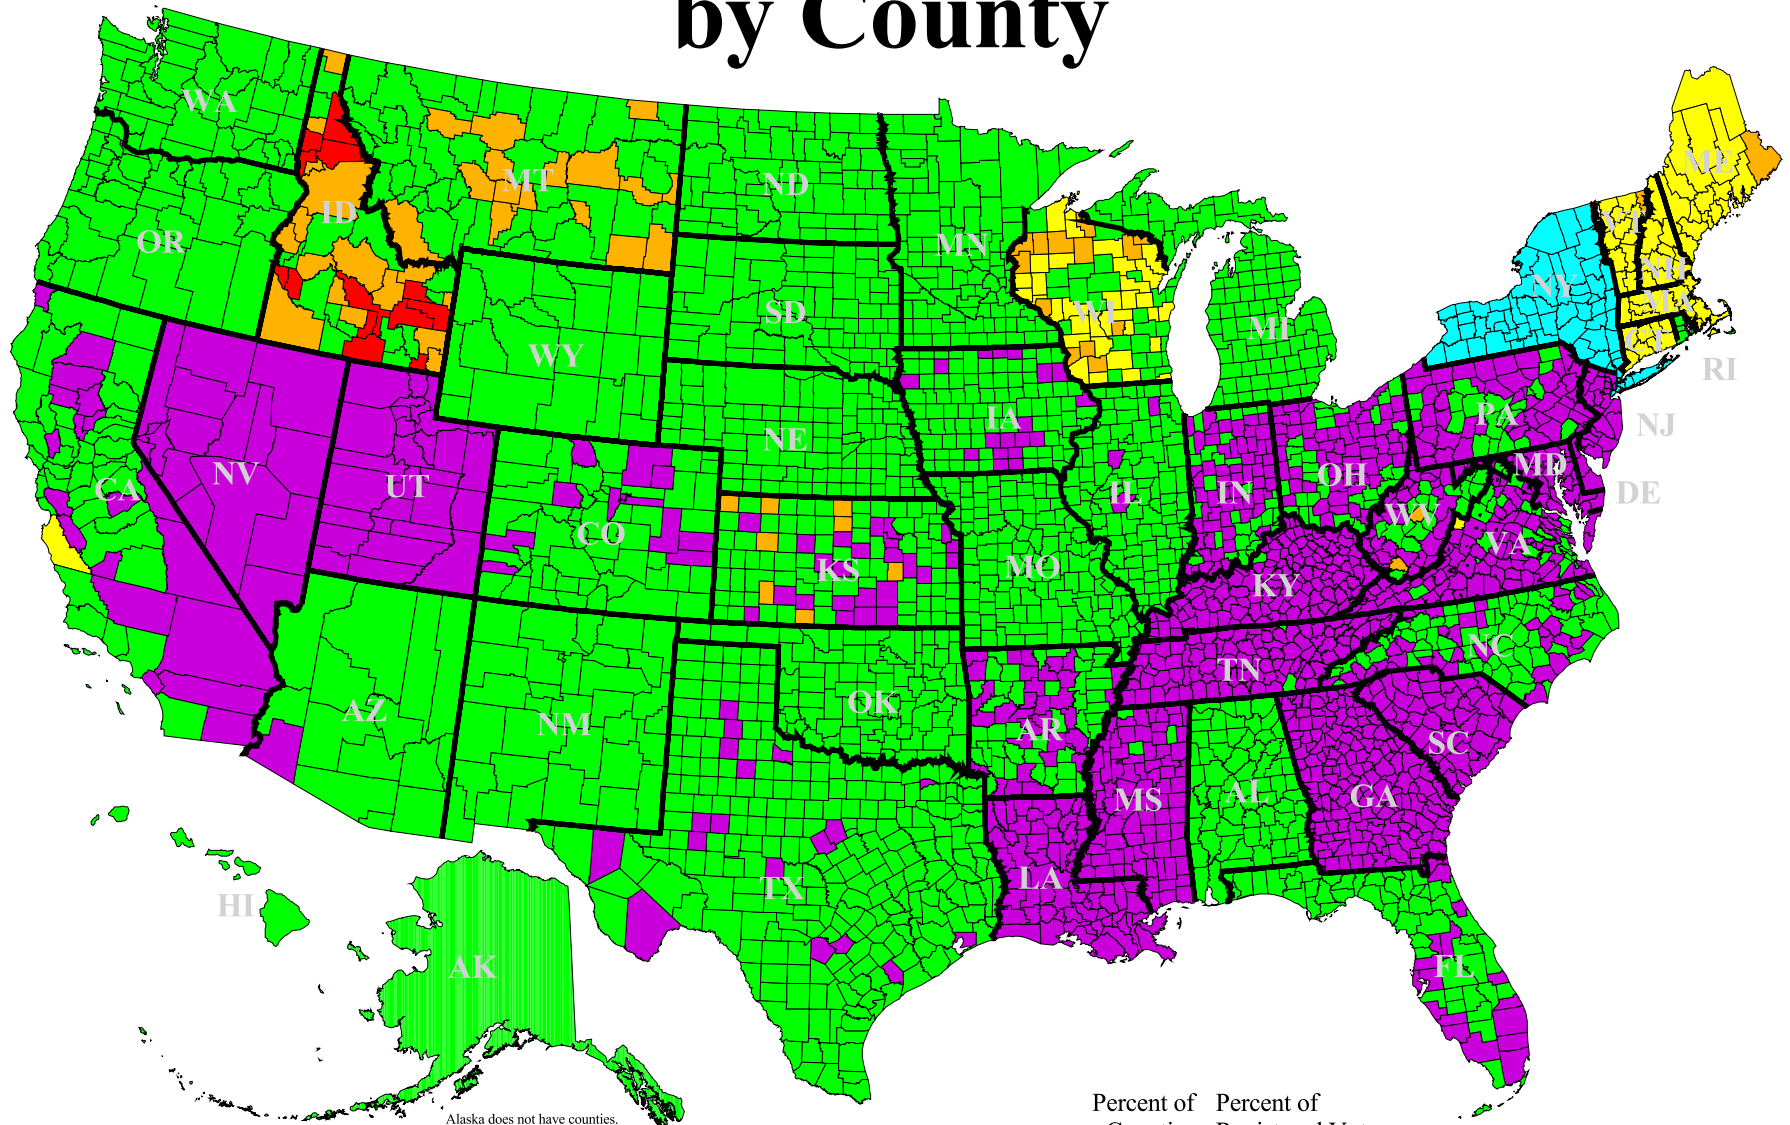 by County
WA
MT
ND
MN
ME
VT
NH
ID
OR
SD
WI
NY
MA
MI
CT
RI
WY
IA
PA
NJ
NE
NV
UT
CA
CO
IL
IN
OH
MD
DE
WV
VA
KS
MO
KY
NC
TN
AZ
NM
OK
AR
SC
MS
AL
GA
TX
LA
HI
AK
FL
Alaska does not have counties.
Percent of Percent of